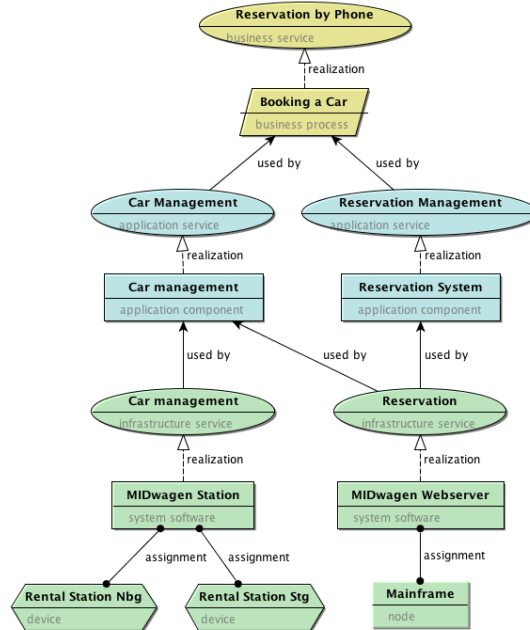 Reservation by Phone
business service
realization
Booking a Car
business process
used by
used by
Car Management
application service
Reservation Management
application service
realization
realization
Car management
application component
Reservation System
application component
used by
used by
used by
Car management
infrastructure service
Reservation
infrastructure service
realization
realization
MIDwagen Station
system software
MIDwagen Webserver
system software
assignment
assignment
assignment
Rental Station Nbg
device
Rental Station Stg
device
Mainframe
node